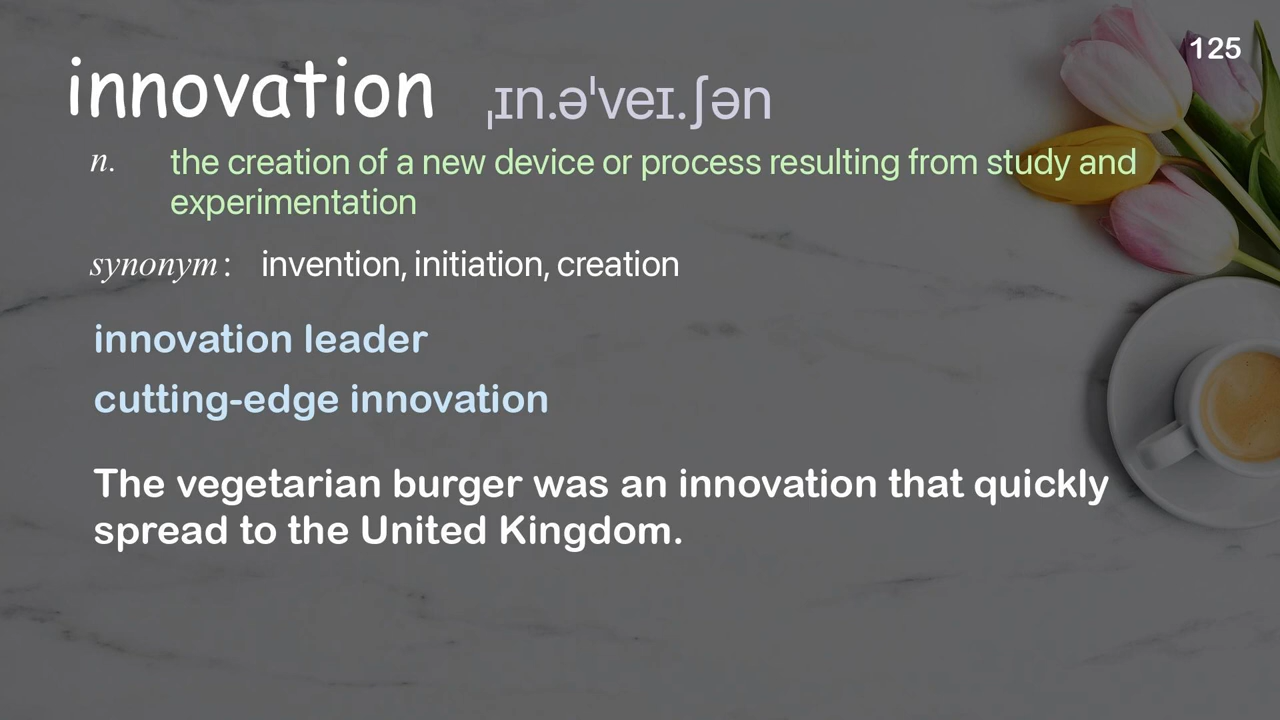 125
innovation ˌɪn.əˈveɪ.ʃən
n. the creation of a new device or process resulting from study and
experimentation
synonym: invention, initiation, creation
innovation leader
cutting-edge innovation
The vegetarian burger was an innovation that quickly
spread to the United Kingdom.